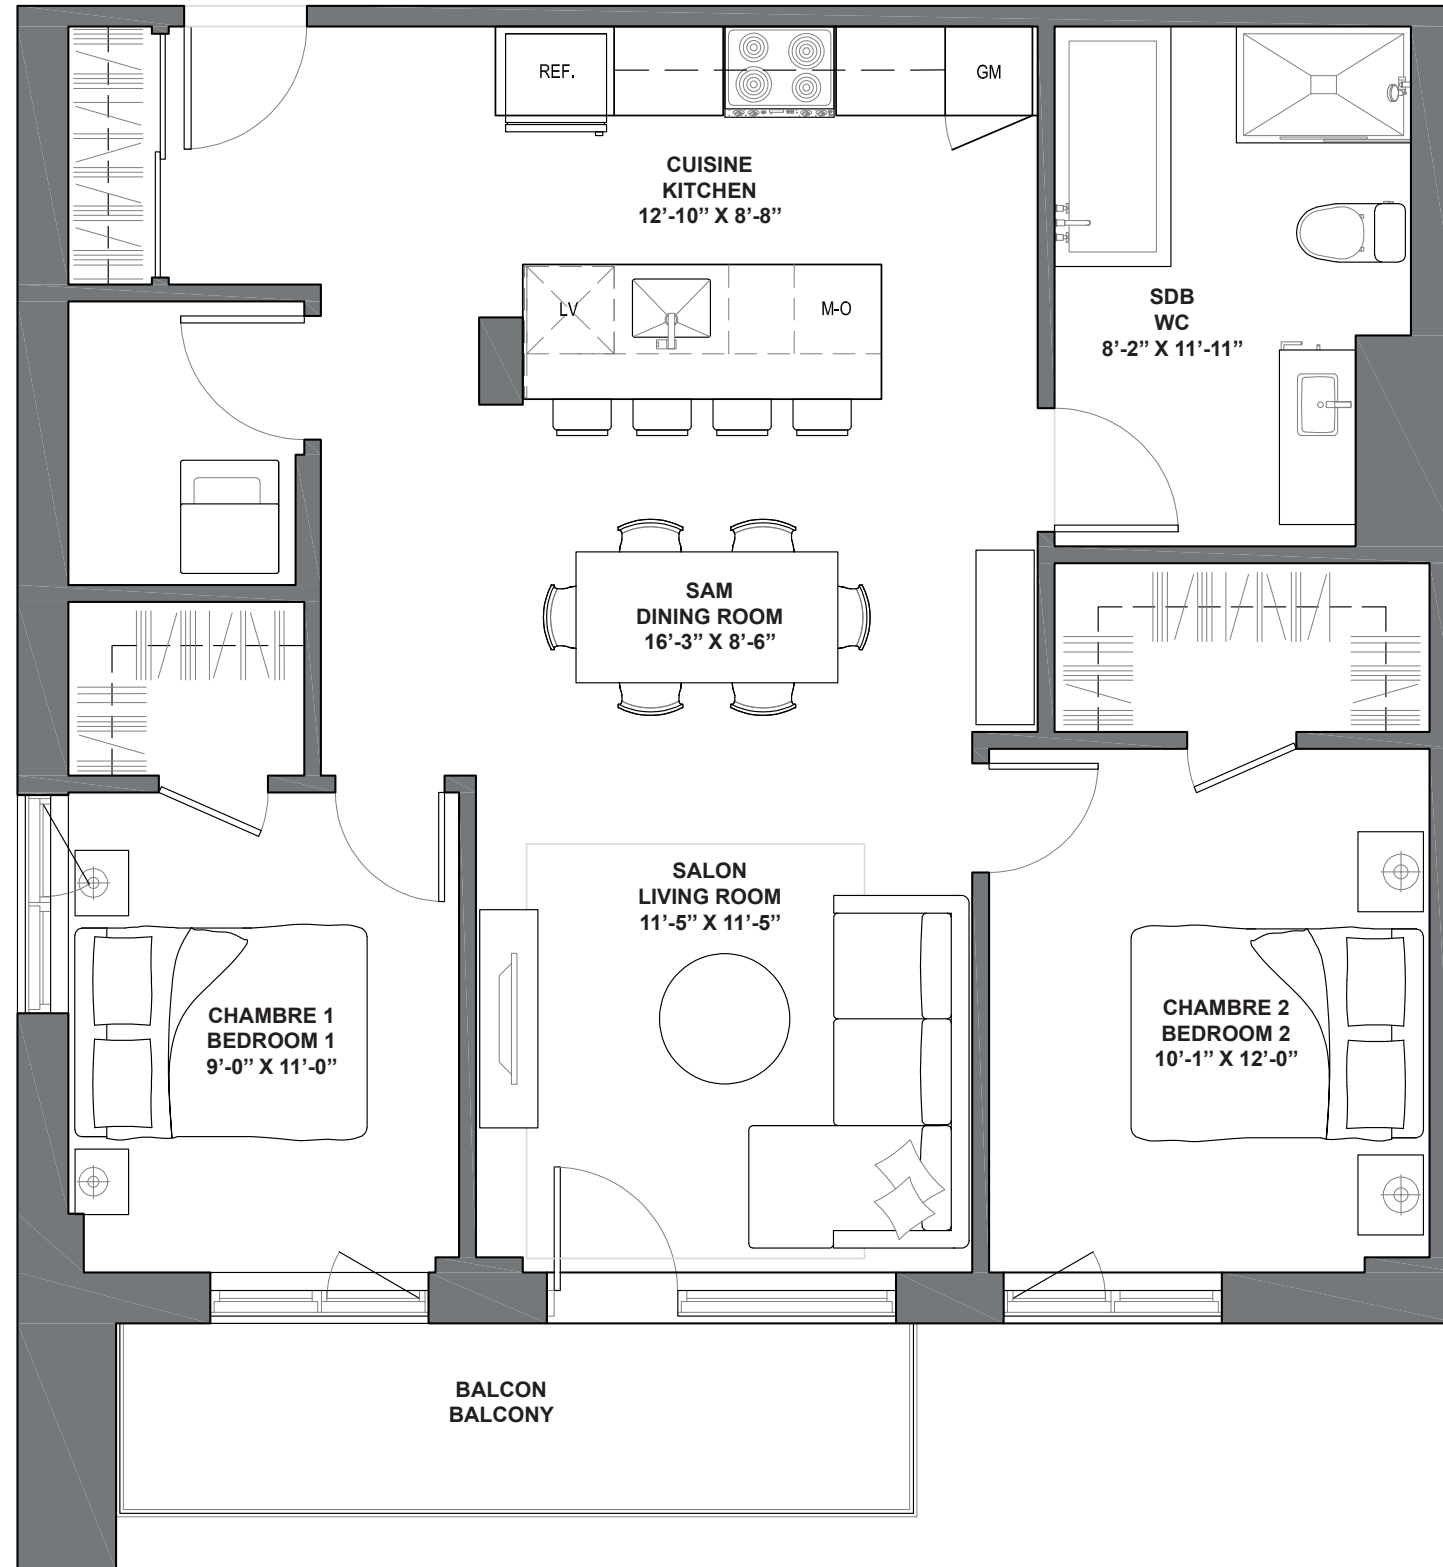 REF.
GM
CUISINE
KITCHEN
12’-10” X 8’-8”
SDB
WC
8’-2” X 11’-11”
LV
M-O
SAM
DINING ROOM
16’-3” X 8’-6”
SALON
LIVING ROOM
11’-5” X 11’-5”
CHAMBRE 1
BEDROOM 1
9’-0” X 11’-0”
CHAMBRE 2
BEDROOM 2
10’-1” X 12’-0”
BALCON
BALCONY